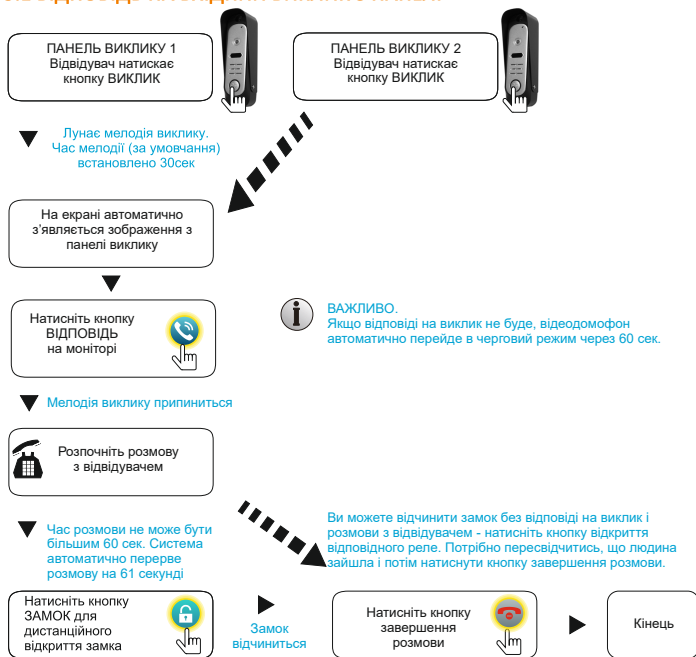 ПАНЕЛЬ ВИКЛИКУ 1
Відвідувач натискає
кнопку ВИКЛИК
ПАНЕЛЬ ВИКЛИКУ 2
Відвідувач натискає
кнопку ВИКЛИК
Лунає мелодія виклику.
Час мелодії (за умовчання)
встановлено 30сек
На екрані автоматично
з’являється зображення з
панелі виклику
Натисніть кнопку
ВІДПОВІДЬ
на моніторі
ВАЖЛИВО.
Якщо відповіді на виклик не буде, відеодомофон
автоматично перейде в черговий режим через 60 сек.
Мелодія виклику припиниться
Розпочніть розмову
з відвідувачем
Час розмови не може бути
більшим 60 сек. Система
автоматично перерве
розмову на 61 секунді
Ви можете відчинити замок без відповіді на виклик і
розмови з відвідувачем - натисніть кнопку відкриття
відповідного реле. Потрібно пересвідчитись, що людина
зайшла і потім натиснути кнопку завершення розмови.
Натисніть кнопку
ЗАМОК для
дистанційного
відкриття замка
Замок
відчиниться
Натисніть кнопку
завершення
розмови
Кінець